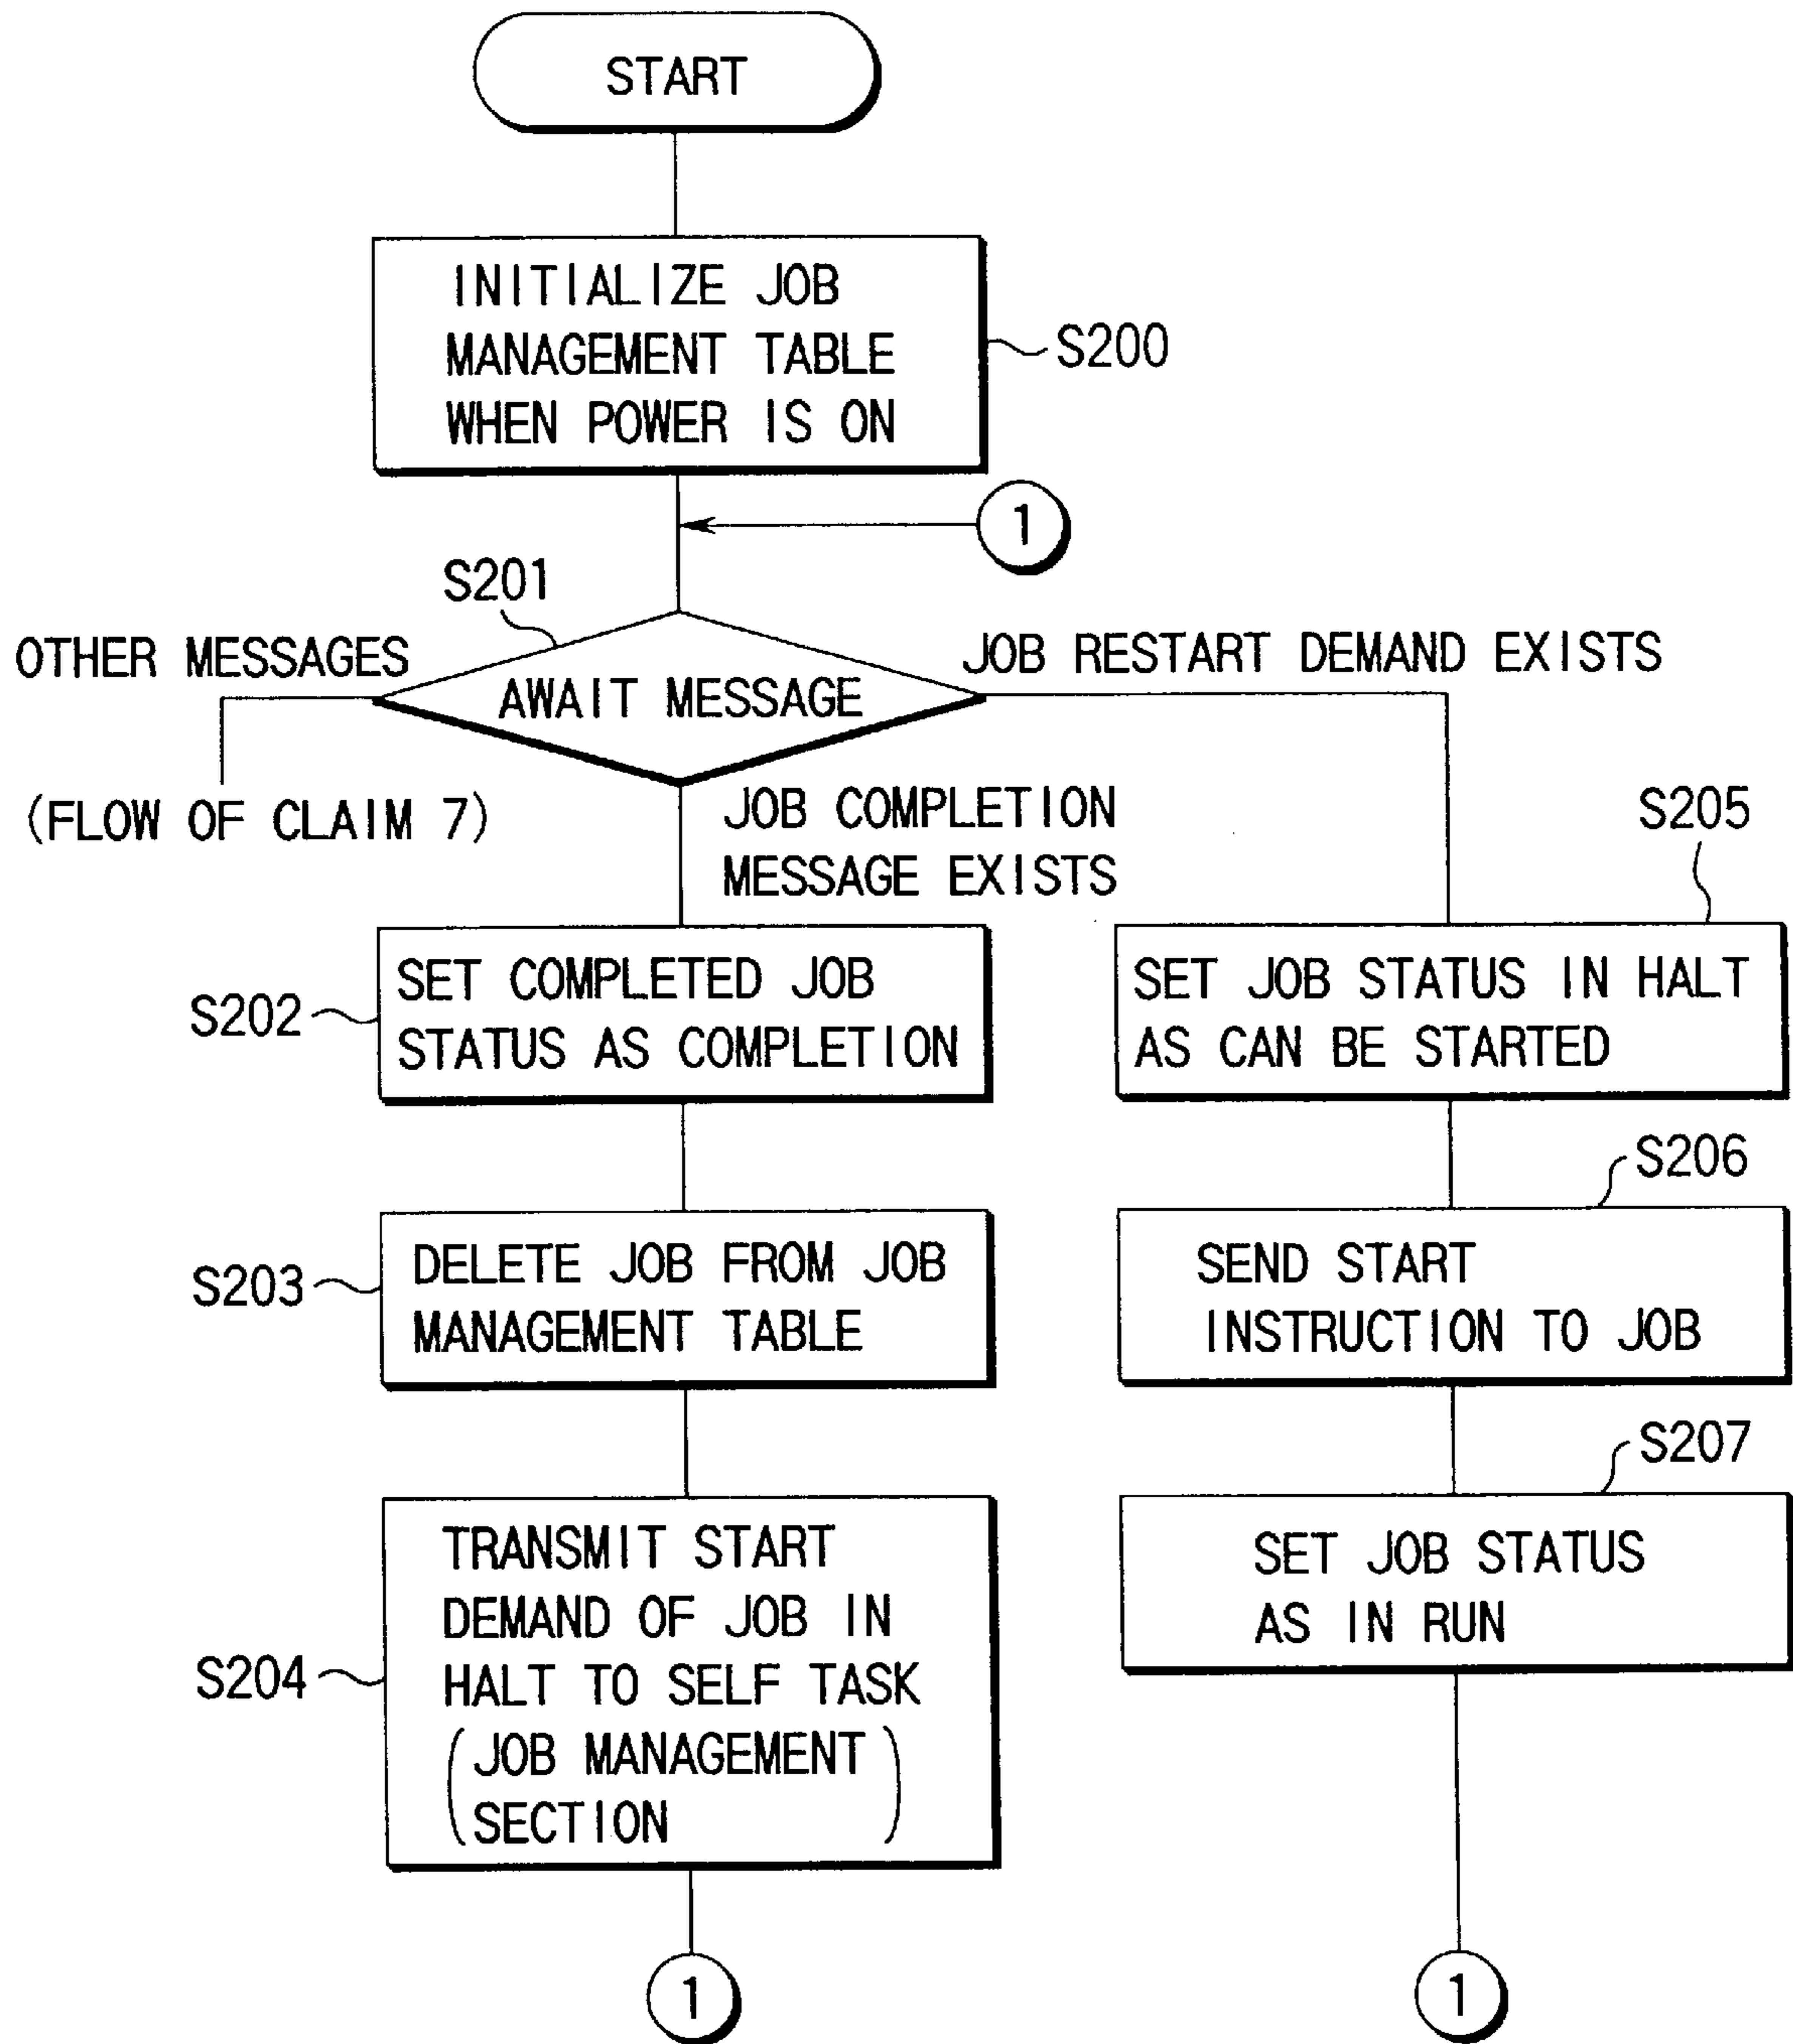 START
INITIALIZE JOB
MANAGEMENT TABLE
WHEN POWER IS ON
S200
1
S201
OTHER MESSAGES
JOB RESTART DEMAND EXISTS
AWAIT MESSAGE
(FLOW OF CLAIM 7)
JOB COMPLETION
MESSAGE EXISTS
S202
SET COMPLETED JOB
STATUS AS COMPLETION
S203
DELETE JOB FROM JOB
MANAGEMENT TABLE
S204
TRANSMIT START
DEMAND OF JOB IN
HALT TO SELF TASK
(JOB MANAGEMENT
SECTION)
1
S205
SET JOB STATUS IN HALT
AS CAN BE STARTED
S206
SEND START
INSTRUCTION TO JOB
S207
SET JOB STATUS
AS IN RUN
1